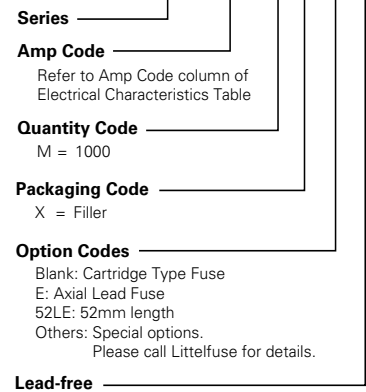 Series
Amp Code
Refer to Amp Code column of
Electrical Characteristics Table
Quantity Code
M = 1000
Packaging Code
X = Filler
Option Codes
Blank: Cartridge Type Fuse
E: Axial Lead Fuse
52LE: 52mm length
Others: Special options.
Please call Littelfuse for details.
Lead-free